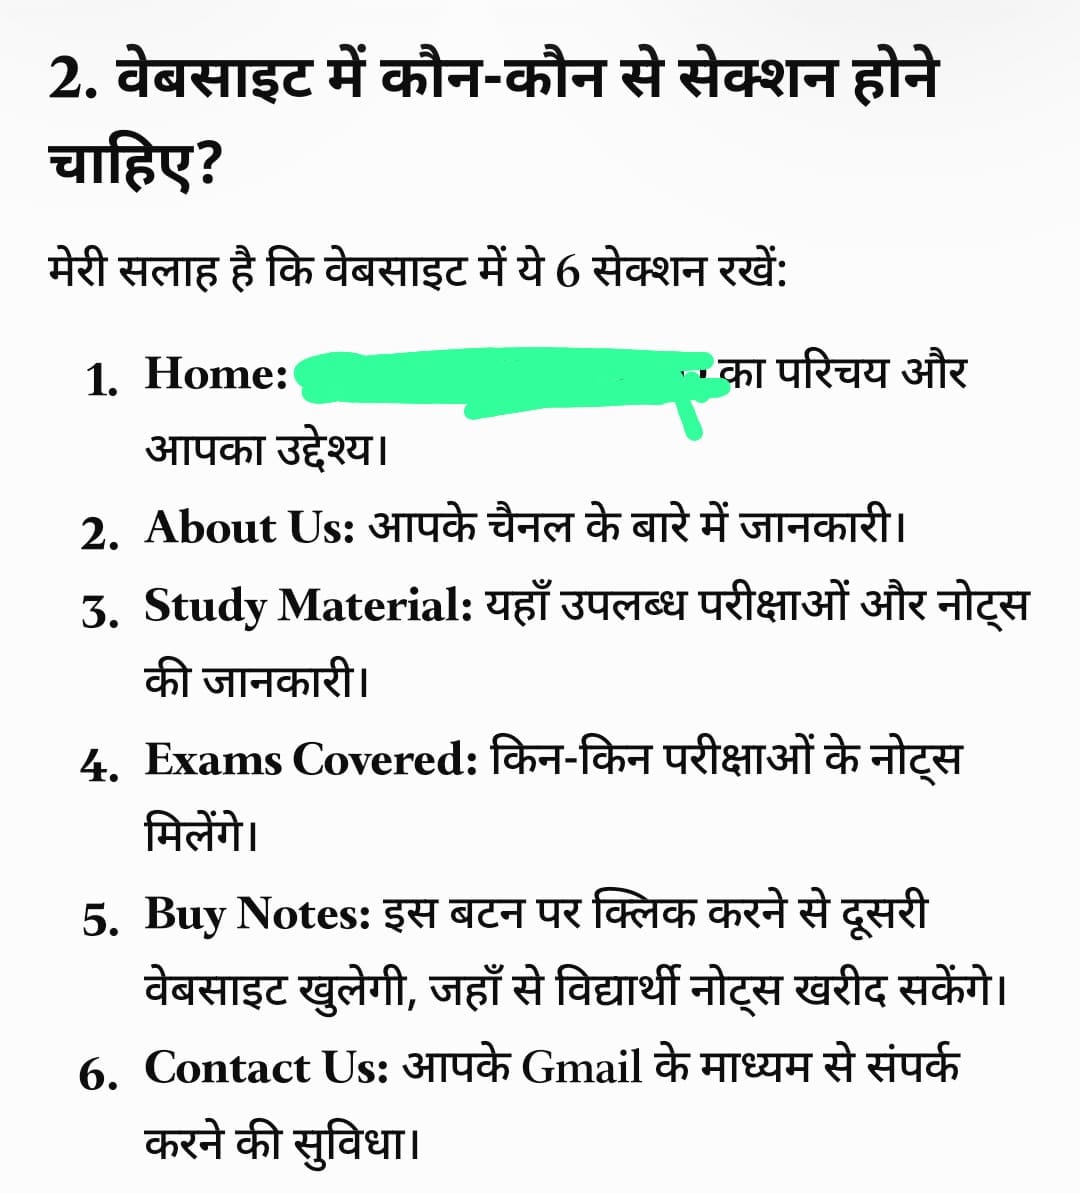 2. वेबसाइट में कौन-कौन से सेक्शन होने
चाहिए?
मेरी सलाह है कि वेबसाइट में ये 6 सेक्शन रखें:
1. Home: का परिचय और
आपका उद्देश्य।
2. About Us: आपके चैनल के बारे में जानकारी।
3. Study Material: यहाँ उपलब्ध परीक्षाओं और नोट्स
की जानकारी।
4. Exams Covered: किन-किन परीक्षाओं के नोट्स
मिलेंगे।
5. Buy Notes: इस बटन पर क्लिक करने से दूसरी
वेबसाइट खुलेगी, जहाँ से विद्यार्थी नोट्स खरीद सकेंगे।
6. Contact Us: आपके Gmail के माध्यम से संपर्क
करने की सुविधा।